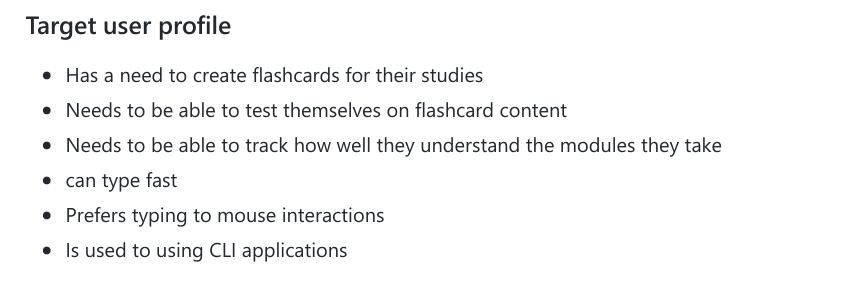 Target user profile
• Has a need to create flashcards for their studies
• Needs to be able to test themselves on flashcard content
• Needs to be able to track how well they understand the modules they take
• can type fast
• Prefers typing to mouse interactions
• Is used to using CLI applications